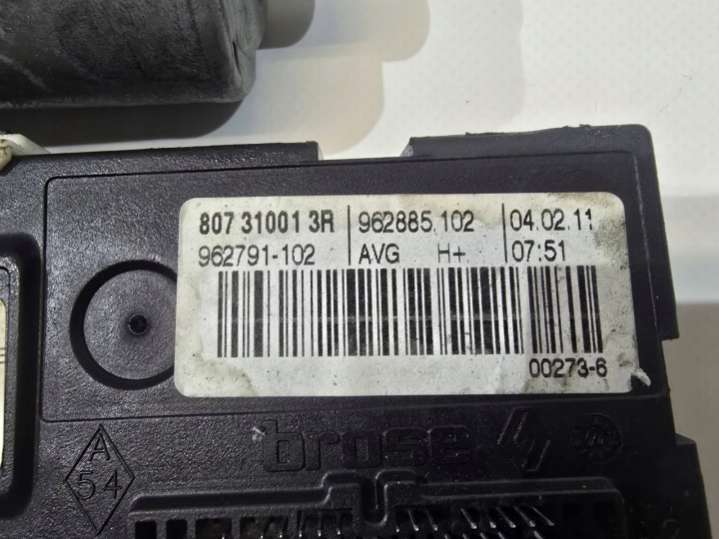 807 31001 3R 962885.102 04.02.11
962791-102 AVG H+ 07:51
00273-6
brose
A
54